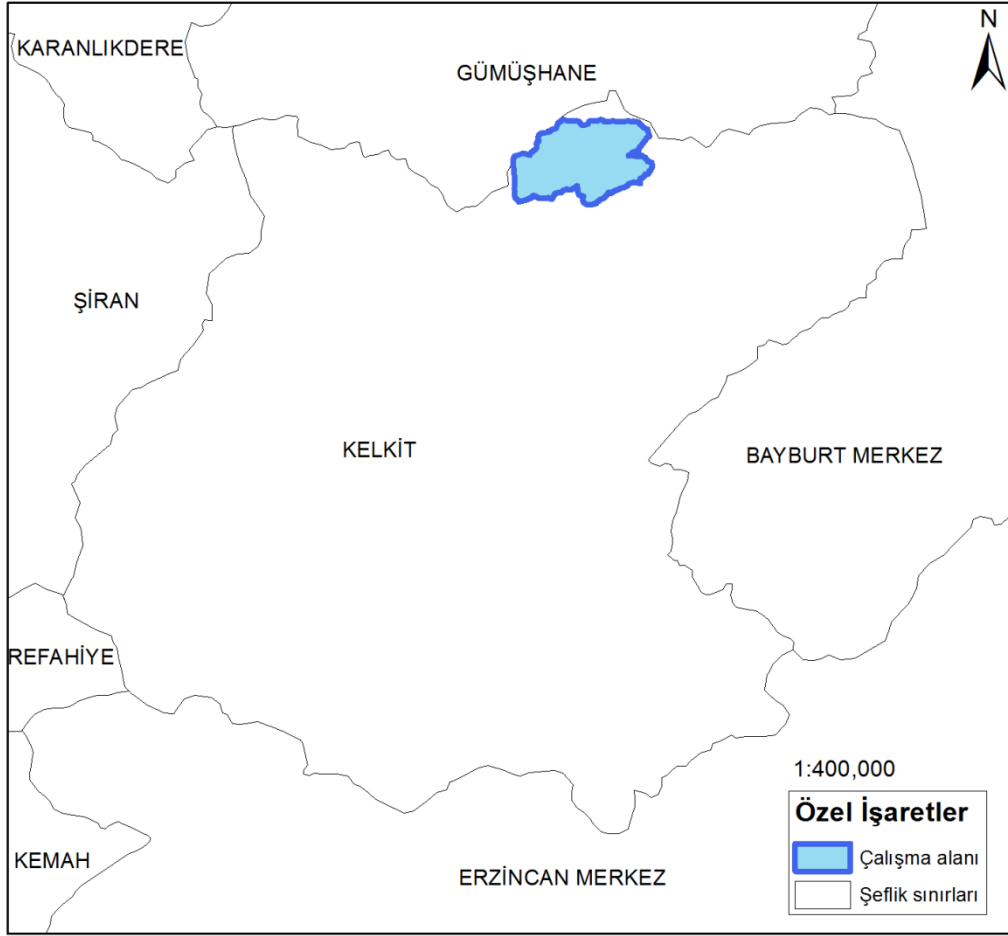 N
KARANLIKDERE
GÜMÜŞHANE
ŞİRAN
KELKİT
BAYBURT MERKEZ
REFAHİYE
1:400,000
Özel İşaretler
Çalışma alanı
Şeflik sınırları
KEMAH
ERZİNCAN MERKEZ